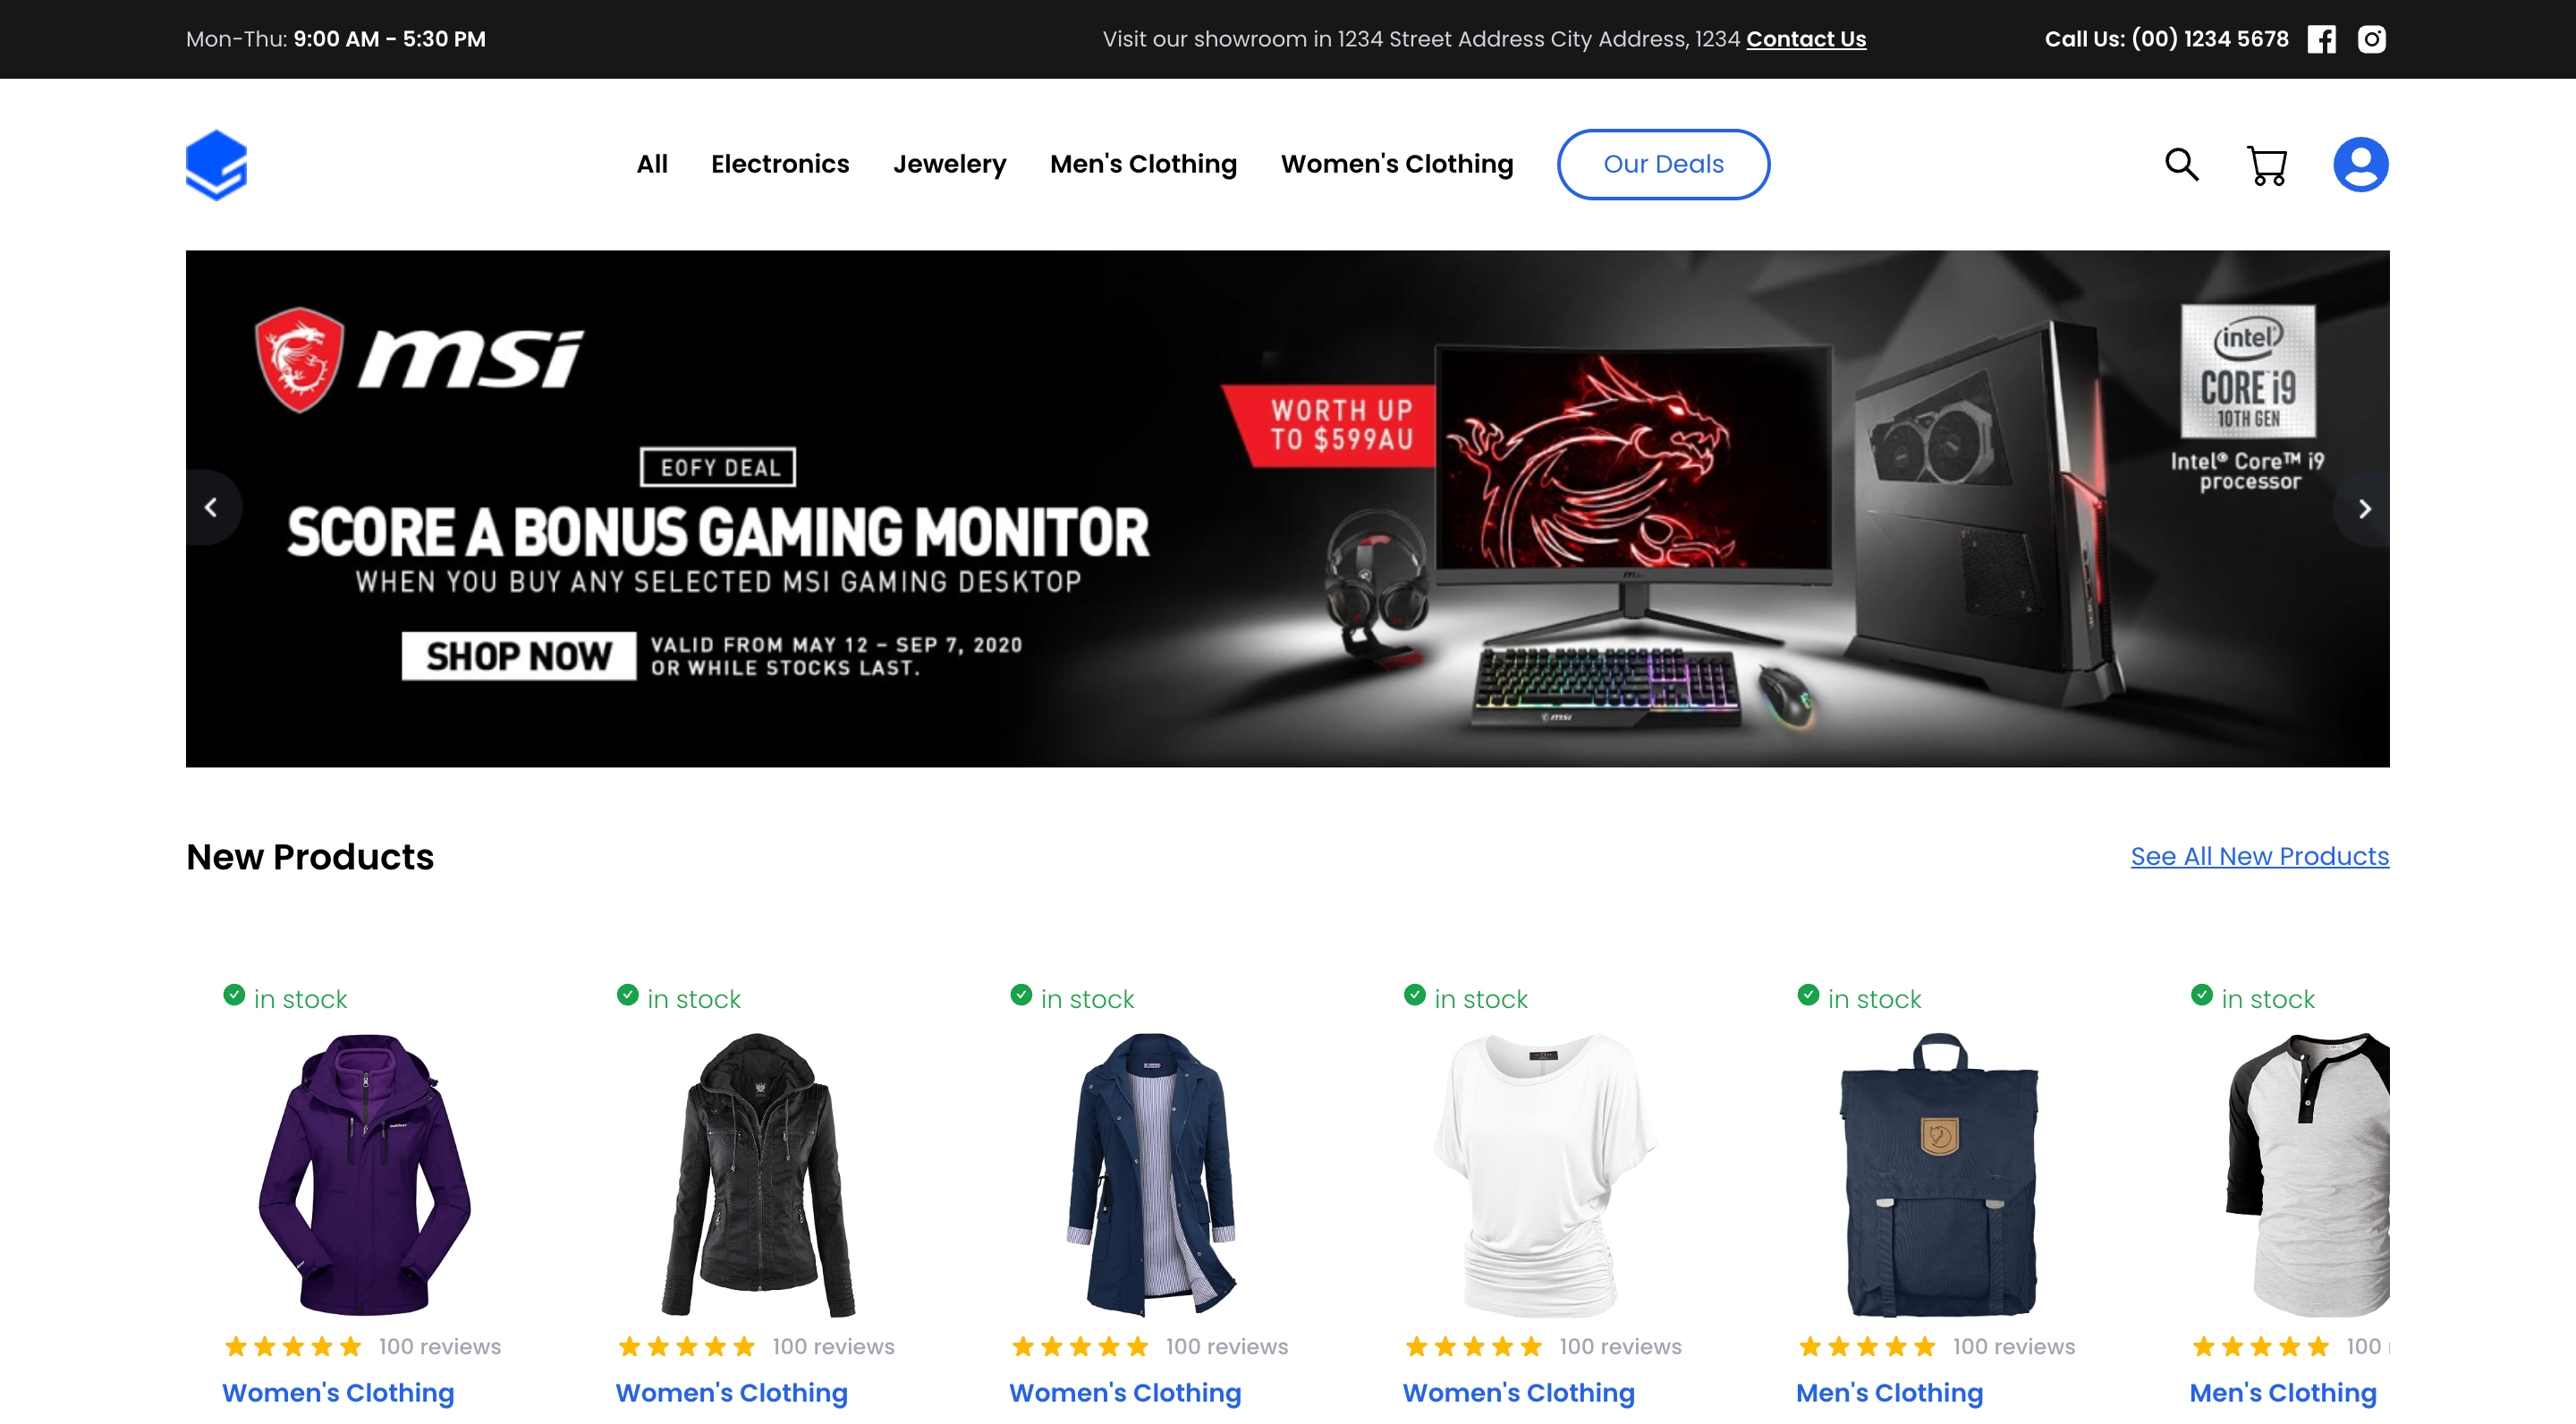 Mon-Thu: 9:00 AM - 5:30 PM
Visit our showroom in 1234 Street Address City Address, 1234 Contact Us
Call Us: (00) 1234 5678
All
Electronics
Jewelery
Men's Clothing
Women's Clothing
Our Deals
msi
EOFY DEAL
SCORE A BONUS GAMING MONITOR
WHEN YOU BUY ANY SELECTED MSI GAMING DESKTOP
SHOP NOW
VALID FROM MAY 12 – SEP 7, 2020
OR WHILE STOCKS LAST.
WORTH UP
TO $599AU
msi
msi
intel
CORE i9
10TH GEN
Intel® Core™ i9
processor
New Products
See All New Products
in stock
in stock
in stock
in stock
in stock
in stock
100 reviews
100 reviews
100 reviews
100 reviews
100 reviews
100
Women's Clothing
Women's Clothing
Women's Clothing
Women's Clothing
Men's Clothing
Men's Clothing